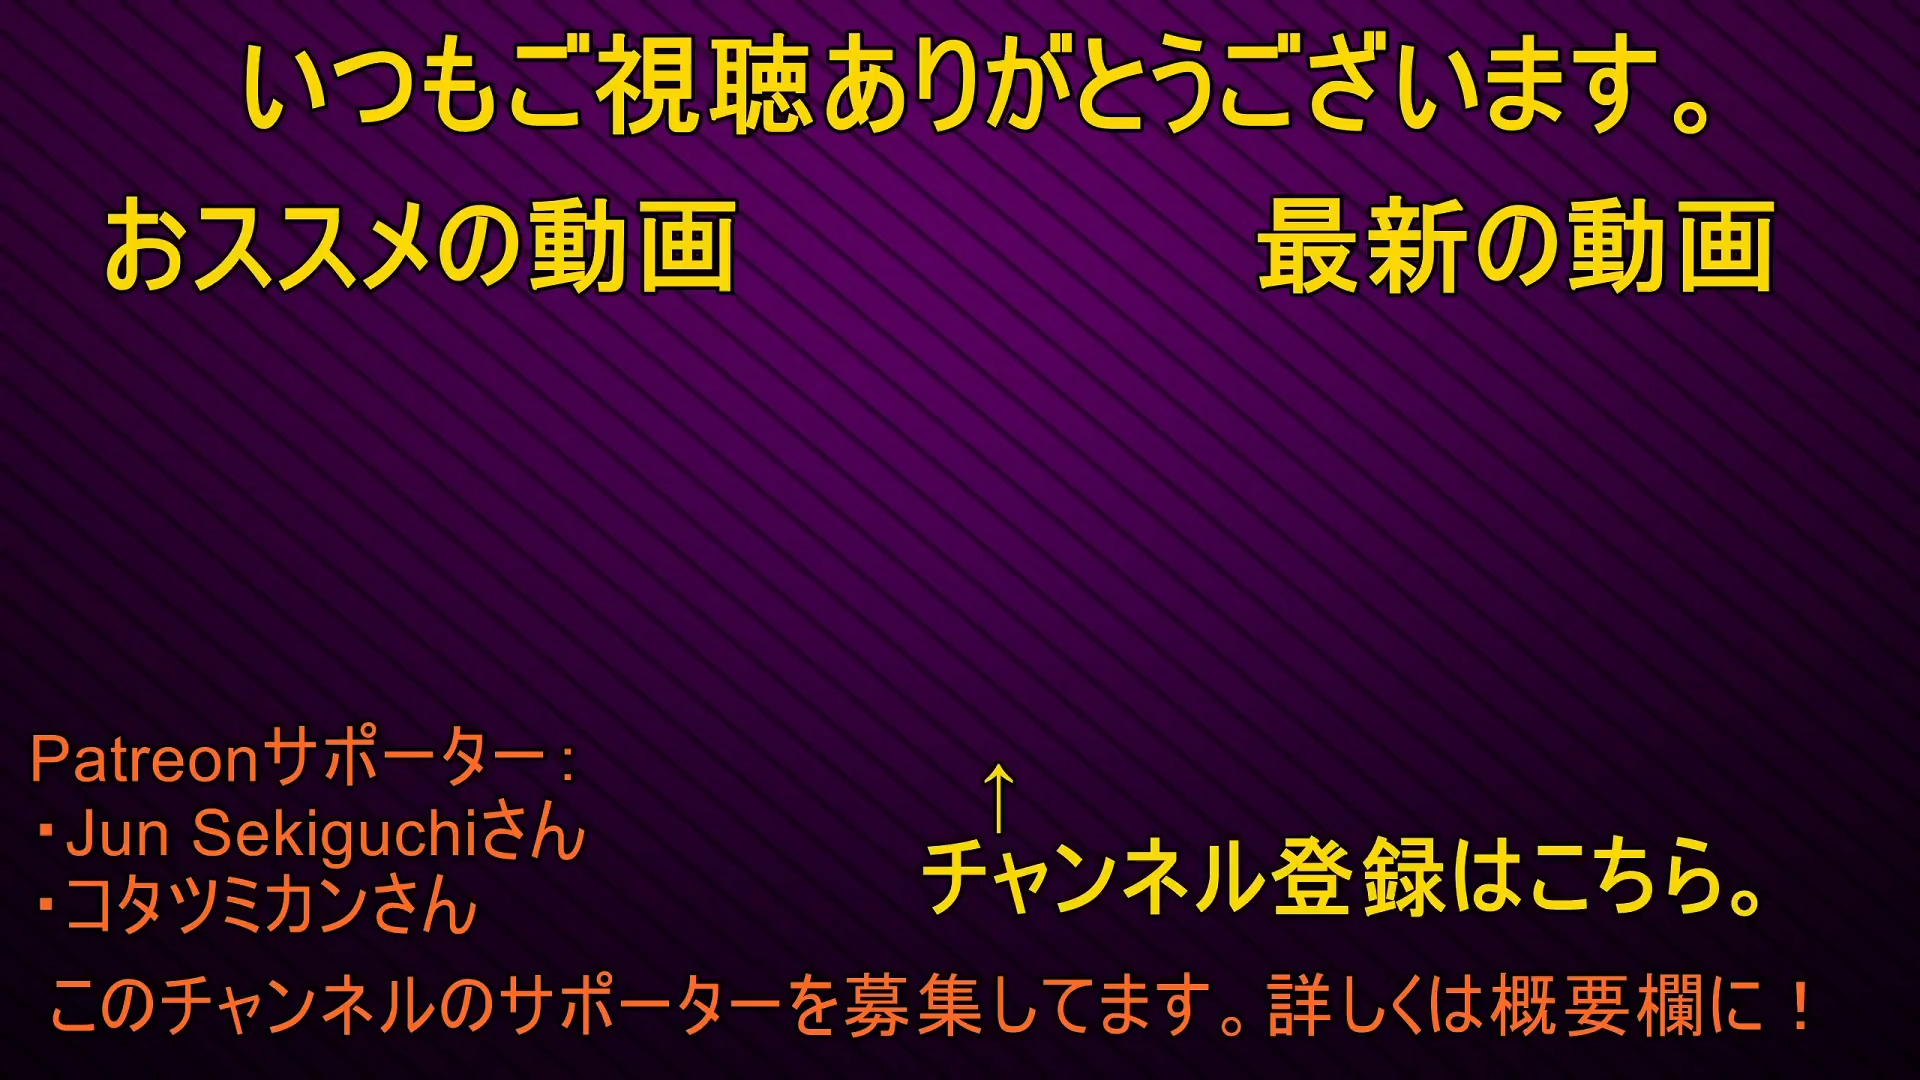 いつもご視聴ありがとうございます。
おススメの動画
最新の動画
Patreonサポーター：
・Jun Sekiguchiさん
・コタツミカンさん
↑
チャンネル登録はこちら。
このチャンネルのサポーターを募集してます。詳しくは概要欄に！